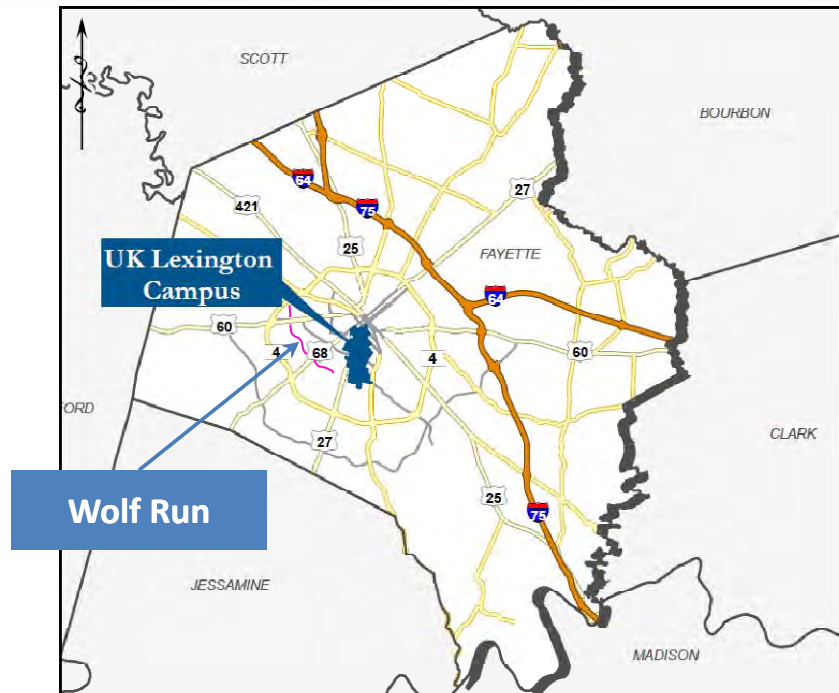 SCOTT
BOURBON
64
27
421
75
25
FAYETTE
UK Lexington
Campus
64
60
4
68
4
60
ORD
CLARK
27
25
75
Wolf Run
JESSAMINE
MADISON